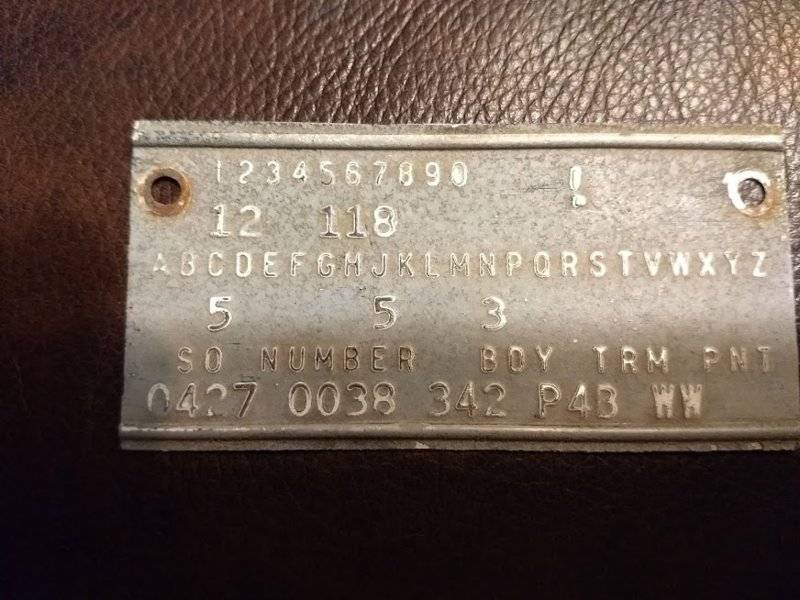 1234567890 !
12 118
ABCDEFGHJKLMNPQRSTVWXYZ
5 5 3
SO NUMBER BDY TRM PNT
0427 0038 342 P4B WW